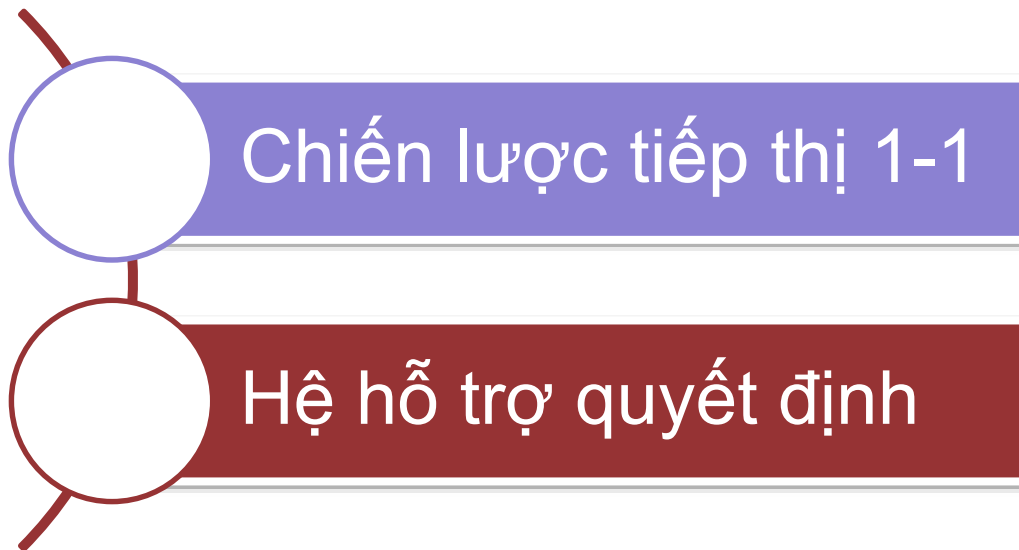 Chiến lược tiếp thị 1-1
Hệ hỗ trợ quyết định